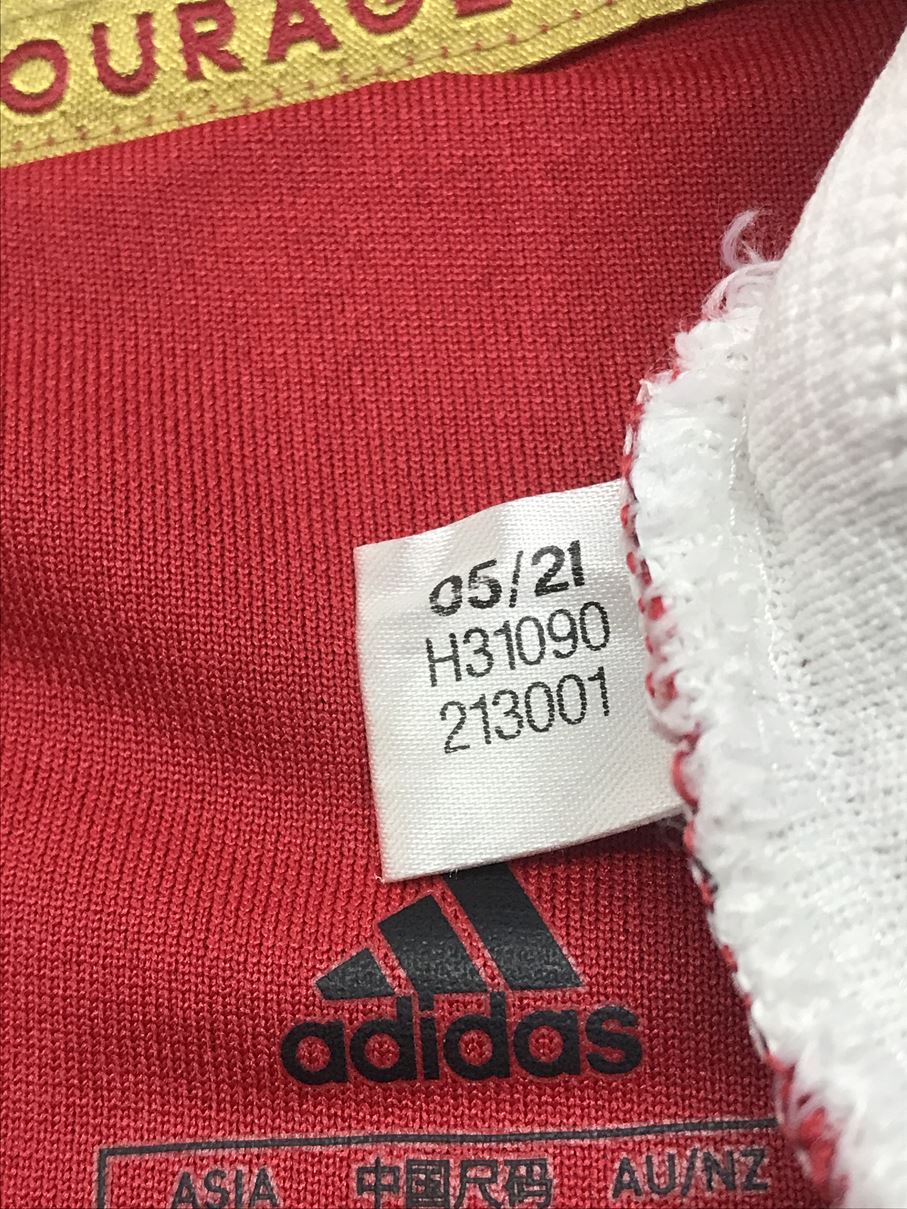 OURAGE
05/21
H31090
213001
adidas
ASIA 中国尺码 AU/NZ